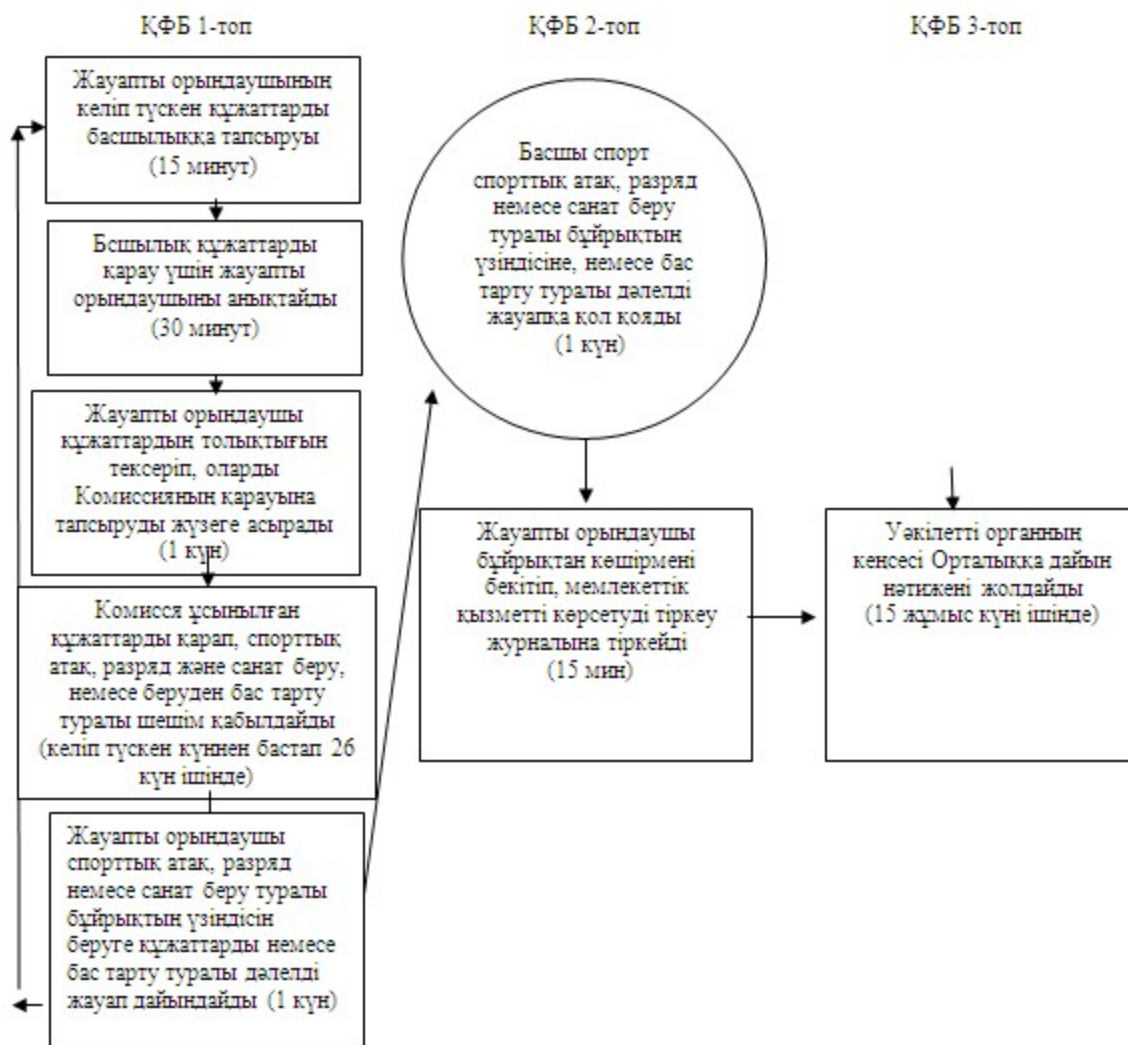 ҚФБ 1-топ
Жауапты орындаушының
келіп түскен құжаттарды
басшылыққа тапсыруы
(15 минут)
Бсшылық құжаттарды
қарау үшін жауапты
орындаушыны анықтайды
(30 минут)
Жауапты орындаушы
құжаттардың толықтығын
тексеріп, оларды
Комиссияның қарауына
тапсыруды жүзеге асырады
(1 күн)
Комисся ұсынылған
құжаттарды қарап, спорттық
атақ, разряд және санат беру,
немесе беруден бас тарту
туралы шешім қабылдайды
(келіп түскен күннен бастап 26
күн ішінде)
Жауапты орындаушы
спорттық атақ, разряд
немесе санат беру туралы
бұйрықтың үзіндісін
беруге құжаттарды немесе
бас тарту туралы дәлелді
жауап дайындайды (1 күн)
ҚФБ 2-топ
Басшы спорт
спорттық атақ, разряд
немесе санат беру
туралы бұйрықтың
үзіндісіне, немесе бас
тарту туралы дәлелді
жауапқа қол қояды
(1 күн)
Жауапты орындаушы
бұйрықтан көшірмені
бекітіп, мемлекеттік
қызметті көрсетуді тіркеу
журналына тіркейді
(15 мин)
ҚФБ 3-топ
Уәкілетті органның
кенсесі Орталыққа дайын
нәтижені жолдайды
(15 жұмыс күні ішінде)